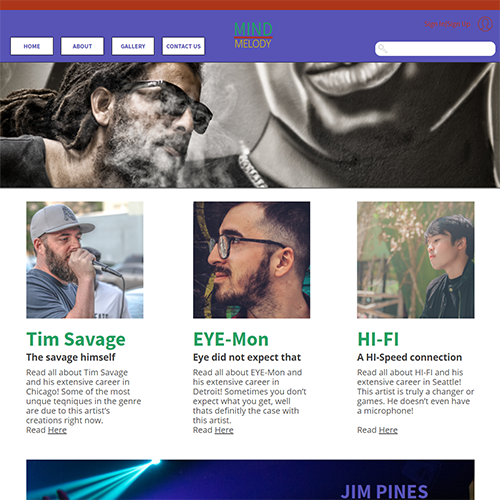 MIND
MELODY
HOME
ABOUT
GALLERY
CONTACT US
Tim Savage
The savage himself
Read all about Tim Savage
and his extensive career in
Chicago! Some of the most
unque teqniques in the genre
are due to this artist's
creations right now.
Read Here
EYE-Mon
Eye did not expect that
Read all about EYE-Mon and
his extensive career in
Detroit! Sometimes you don't
expect what you get, well
thats definitly the case with
this artist.
Read Here
HI-FI
A HI-Speed connection
Read all about HI-FI and his
extensive career in Seattle!
This artist is truly a changer or
games. He doesn't even have
a microphone!
Read Here
JIM PINES